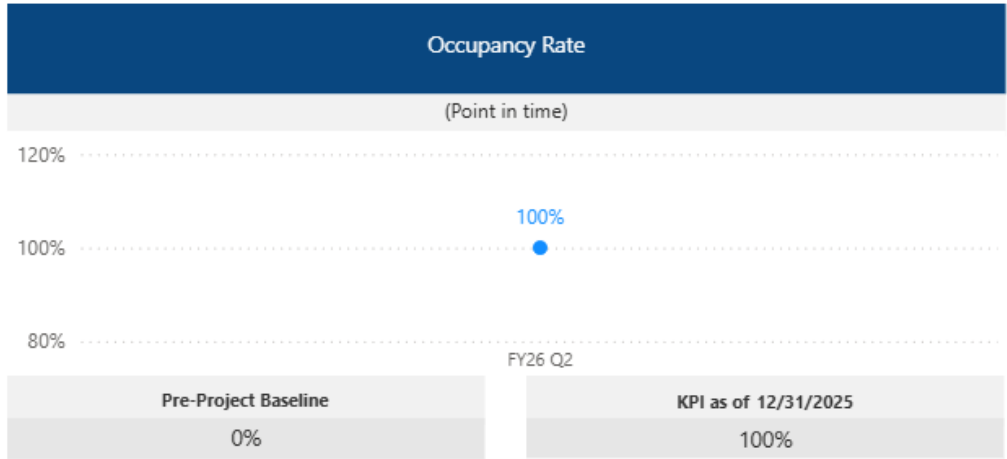 Occupancy Rate
(Point in time)
120%
100%
100%
80%
FY26 Q2
Pre-Project Baseline
KPI as of 12/31/2025
0%
100%